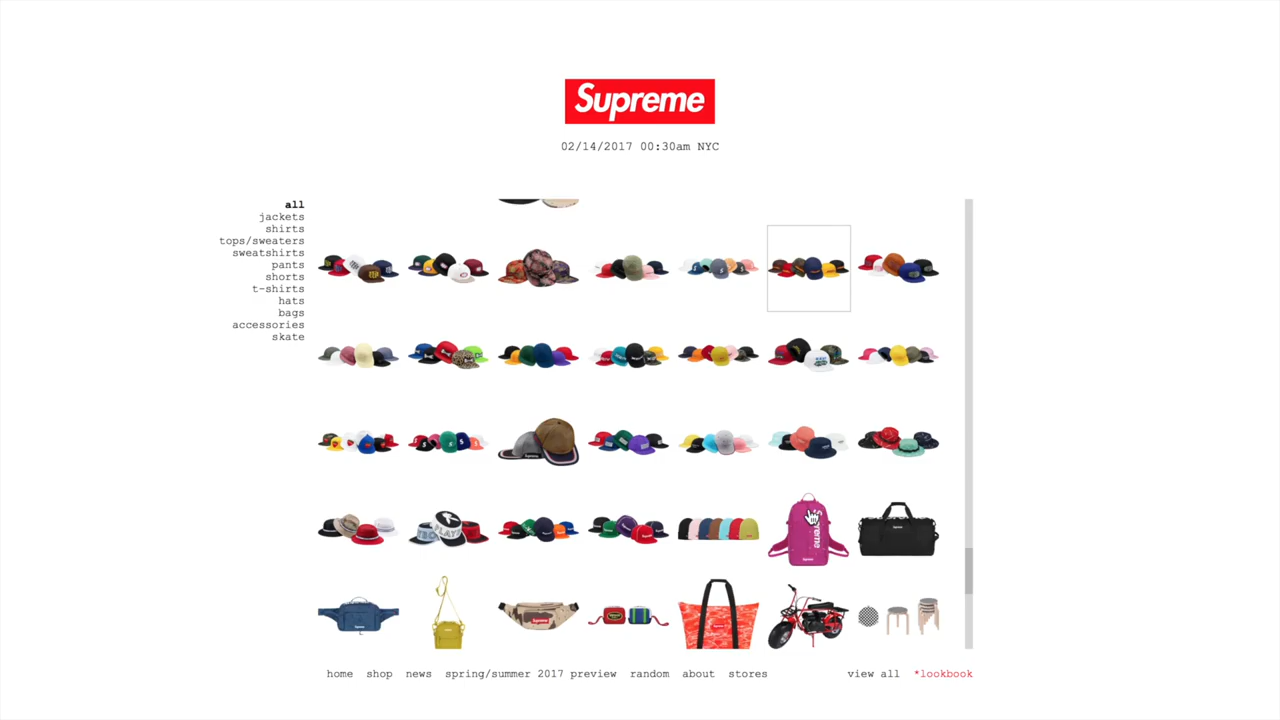 Supreme
02/14/2017 00:30am NYC
all
jackets
shirts
tops/sweaters
sweatshirts
pants
shorts
t-shirts
hats
bags
accessories
skate
Supreme
home shop news spring/summer 2017 preview random about stores view all *lookbook